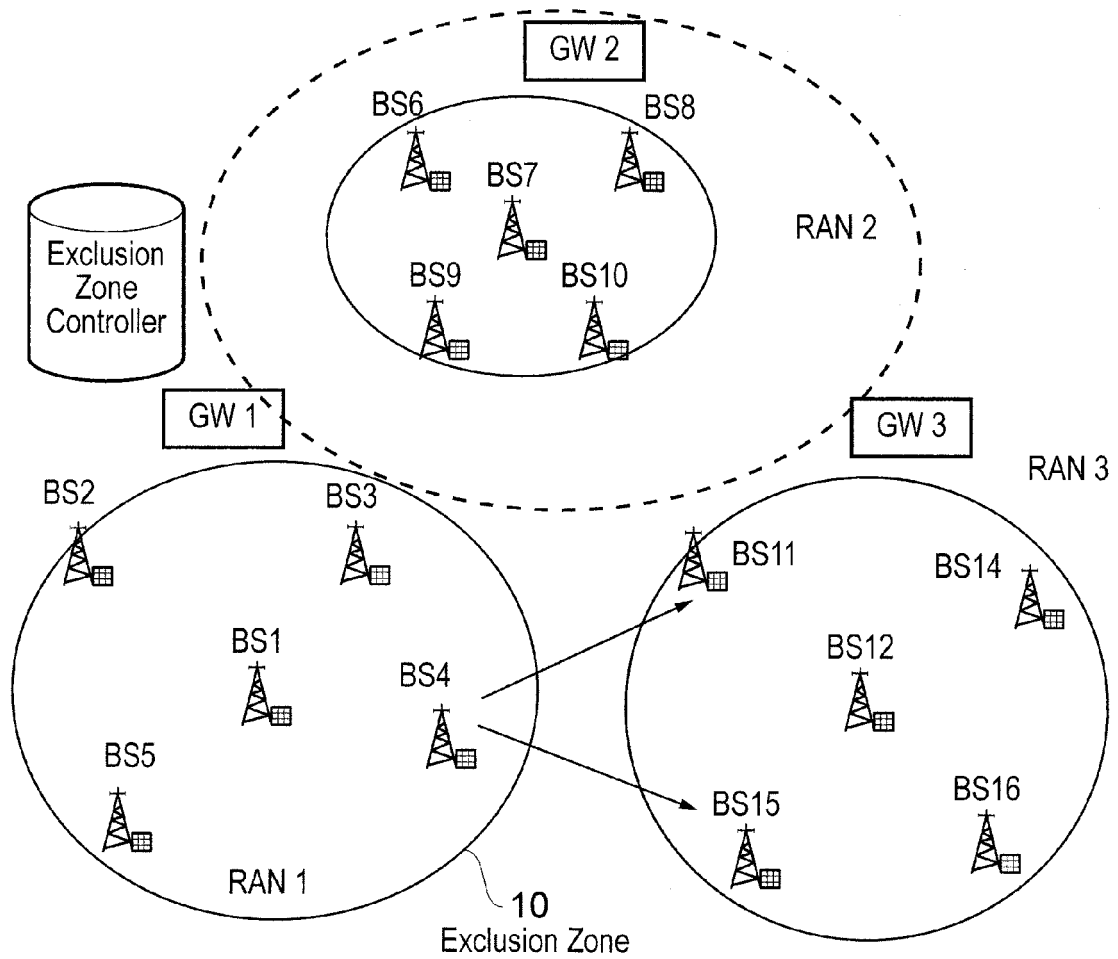 GW 2
BS6
BS8
BS7
RAN 2
Exclusion
Zone
Controller
BS9
BS10
GW 1
GW 3
RAN 3
BS2
BS3
BS11
BS14
BS1
BS4
BS12
BS5
BS15
BS16
RAN 1
10
Exclusion Zone